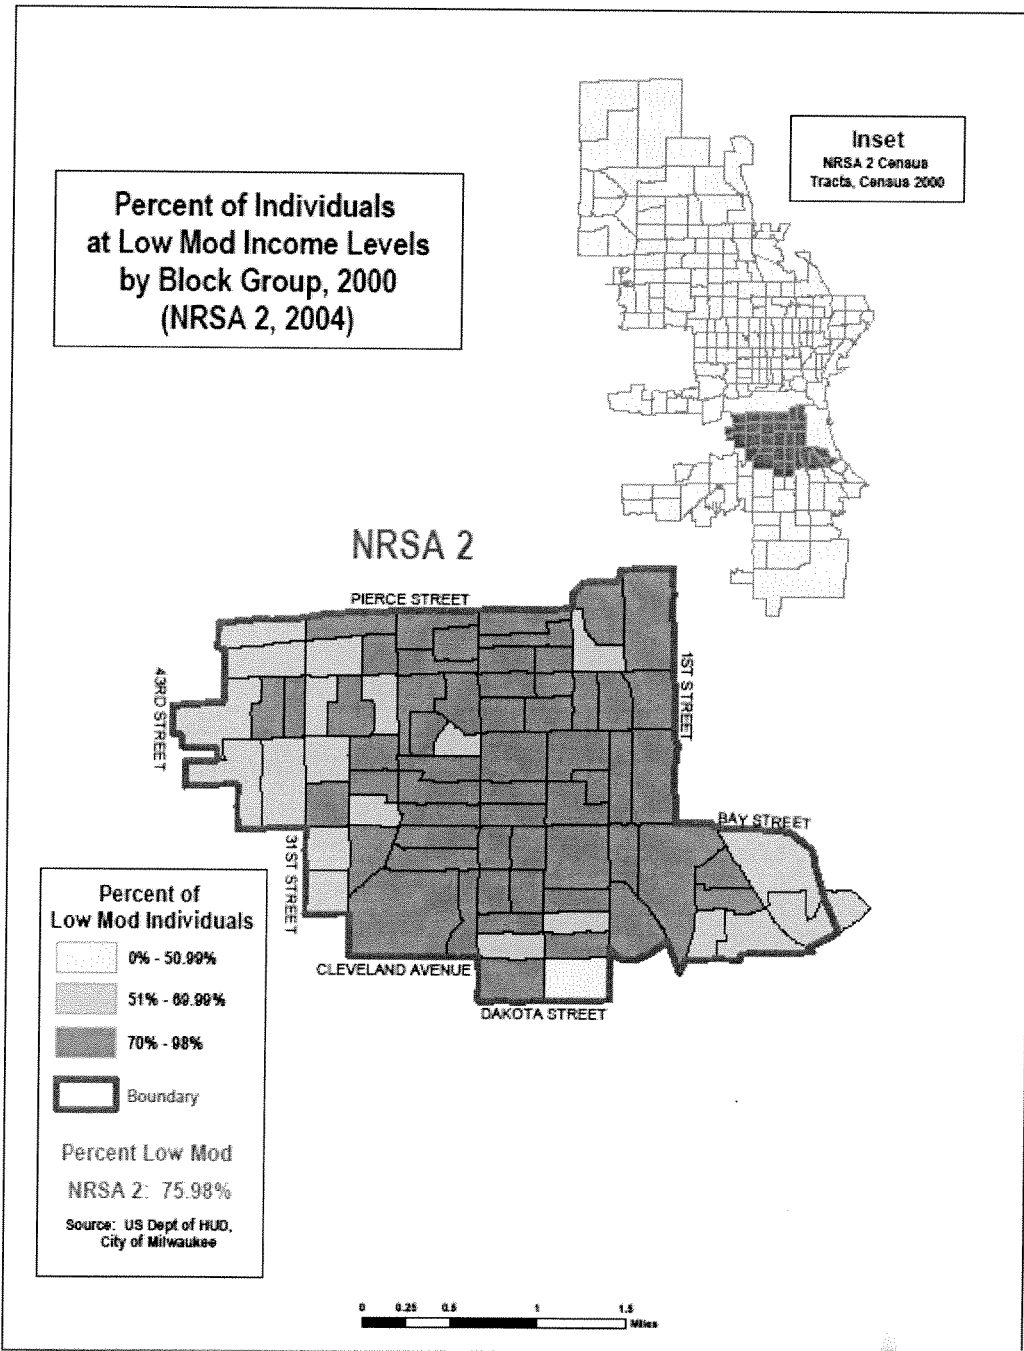 Inset
NRSA 2 Census
Tracts, Census 2000
Percent of Individuals
at Low Mod Income Levels
by Block Group, 2000
(NRSA 2, 2004)
NRSA 2
PIERCE STREET
43RD STREET
1ST STREET
BAY STREET
31ST STREET
CLEVELAND AVENUE
DAKOTA STREET
Percent of
Low Mod Individuals
0% - 50.99%
51% - 69.99%
70% - 98%
Boundary
Percent Low Mod
NRSA 2: 75.98%
Source: US Dept of HUD,
City of Milwaukee
0 0.25 0.5 1 1.5
Miles